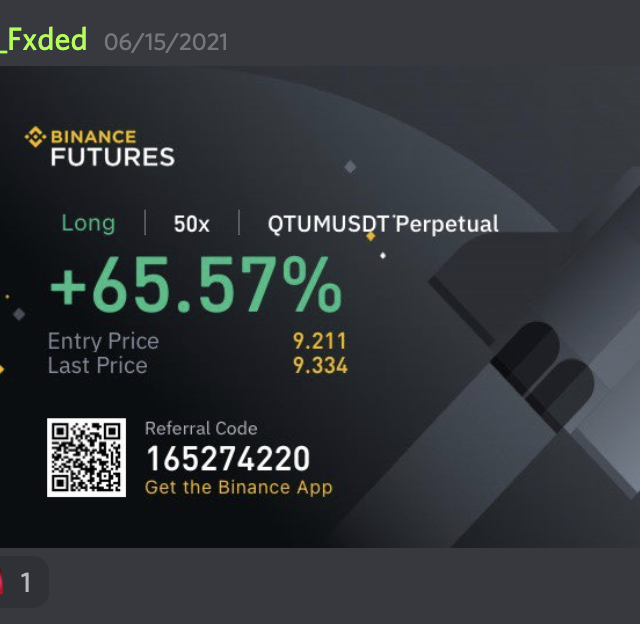 _Fxded 06/15/2021
BINANCE
FUTURES
Long | 50x | QTUMUSDT Perpetual
+65.57%
Entry Price 9.211
Last Price 9.334
Referral Code
165274220
Get the Binance App
1